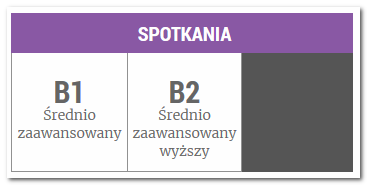 SPOTKANIA
B1
Średnio
zaawansowany
B2
Średnio
zaawansowany
wyższy